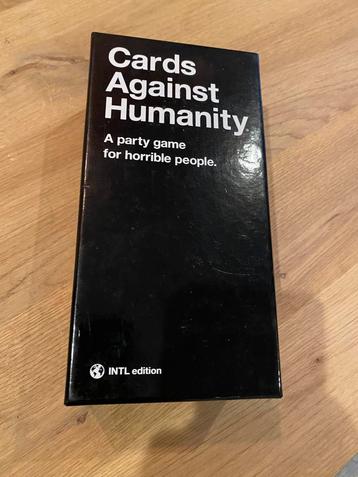 Cards
Against
Humanity.
A party game
for horrible people.
INTL edition